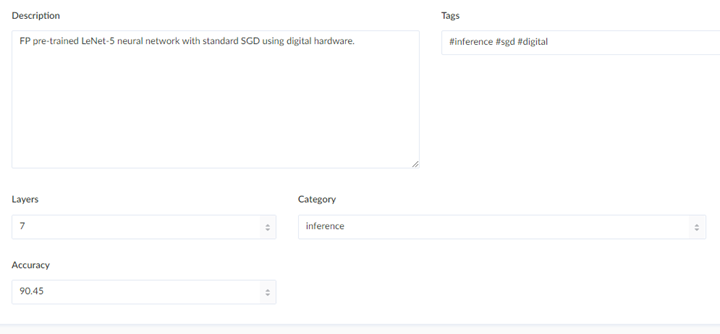 Description
Tags
FP pre-trained LeNet-5 neural network with standard SGD using digital hardware.
#inference #sgd #digital
Layers
Category
7
inference
Accuracy
90.45